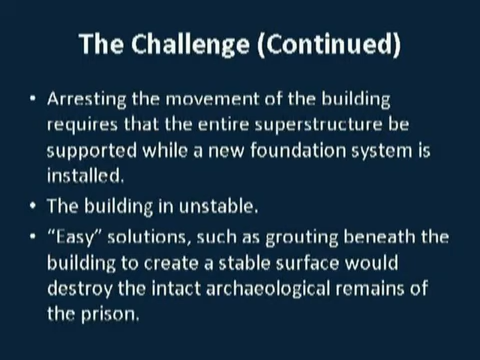 The Challenge (Continued)
• Arresting the movement of the building
requires that the entire superstructure be
supported while a new foundation system is
installed.
• The building in unstable.
• “Easy” solutions, such as grouting beneath the
building to create a stable surface would
destroy the intact archaeological remains of
the prison.